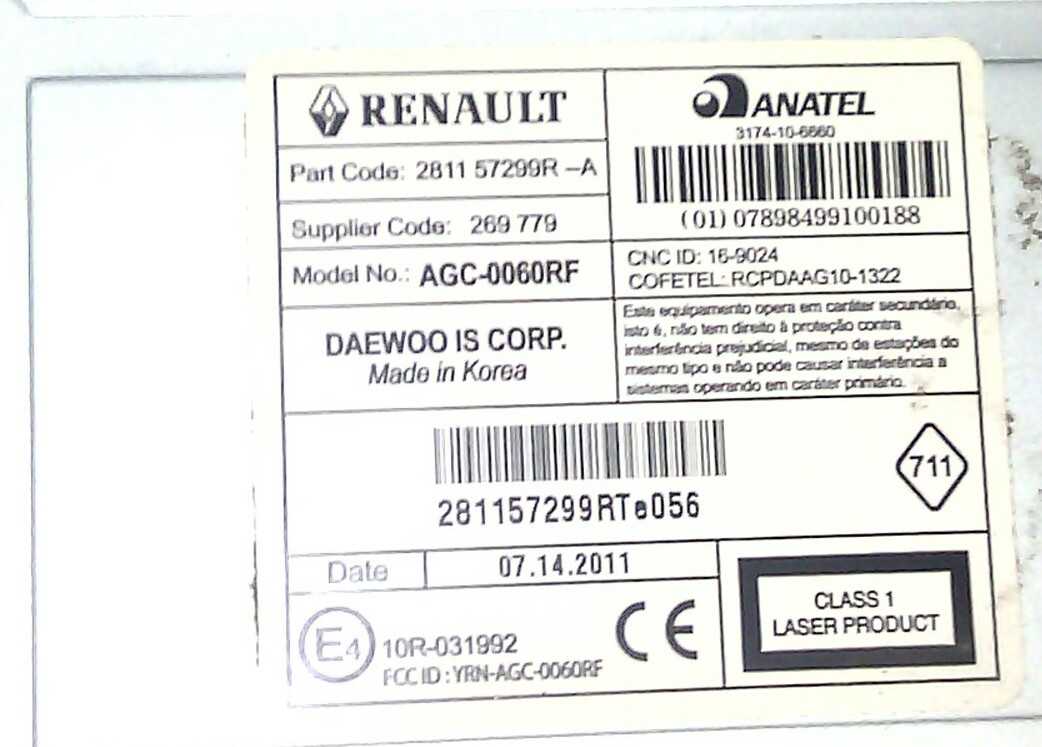 RENAULT
Part Code: 2811 57299R –A
Supplier Code: 269 779
Model No.: AGC-0060RF
DAEWOO IS CORP.
Made in Korea
ANATEL
3174-10-6660
(01) 07898499100188
CNC ID: 16-9024
COFETEL: RCPDAAG10-1322
Este equipamento opera em caráter secundário,
isto é, não tem direito à proteção contra
interferência prejudicial, mesmo de estações do
mesmo tipo e não pode causar interferência a
sistemas operando em caráter primário.
281157299RTe056
711
Date 07.14.2011
E4 10R-031992
FCC ID : YRN-AGC-0060RF
CE
CLASS 1
LASER PRODUCT